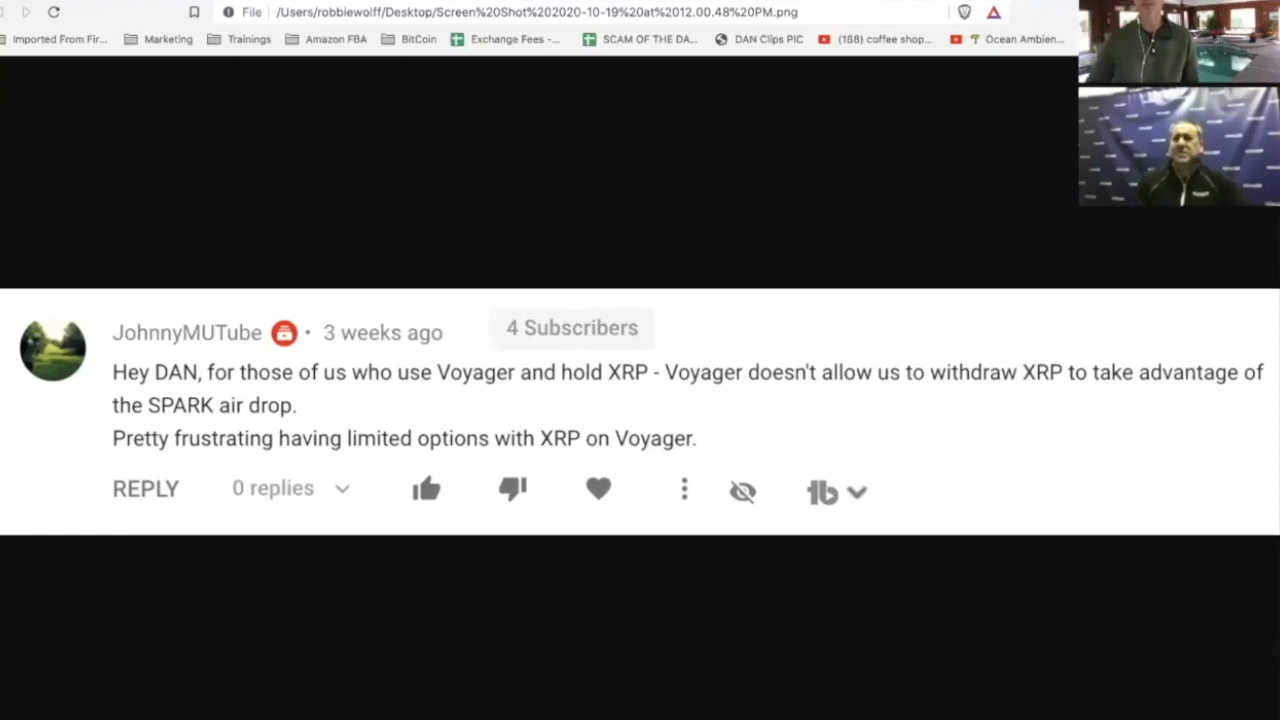 File /Users/robbiewolff/Desktop/Screen%20Shot%202020-10-19%20at%2012.00.48%20PM.png
Imported From Fir... Marketing Trainings Amazon FBA BitCoin Exchange Fees -... SCAM OF THE DA... DAN Clips PIC (188) coffee shop... Ocean Ambien...
JohnnyMUTube • 3 weeks ago 4 Subscribers
Hey DAN, for those of us who use Voyager and hold XRP - Voyager doesn't allow us to withdraw XRP to take advantage of
the SPARK air drop.
Pretty frustrating having limited options with XRP on Voyager.
REPLY 0 replies